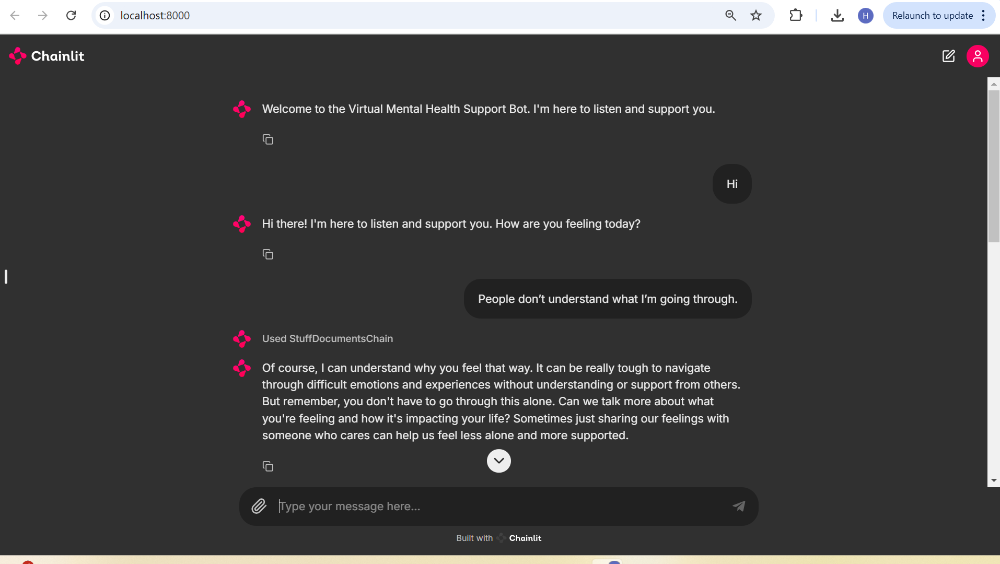 localhost:8000
H
Relaunch to update
Chainlit
Welcome to the Virtual Mental Health Support Bot. I'm here to listen and support you.
Hi
Hi there! I'm here to listen and support you. How are you feeling today?
People don’t understand what I’m going through.
Used StuffDocumentsChain
Of course, I can understand why you feel that way. It can be really tough to navigate
through difficult emotions and experiences without understanding or support from others.
But remember, you don't have to go through this alone. Can we talk more about what
you're feeling and how it's impacting your life? Sometimes just sharing our feelings with
someone who cares can help us feel less alone and more supported.
Type your message here...
Built with Chainlit